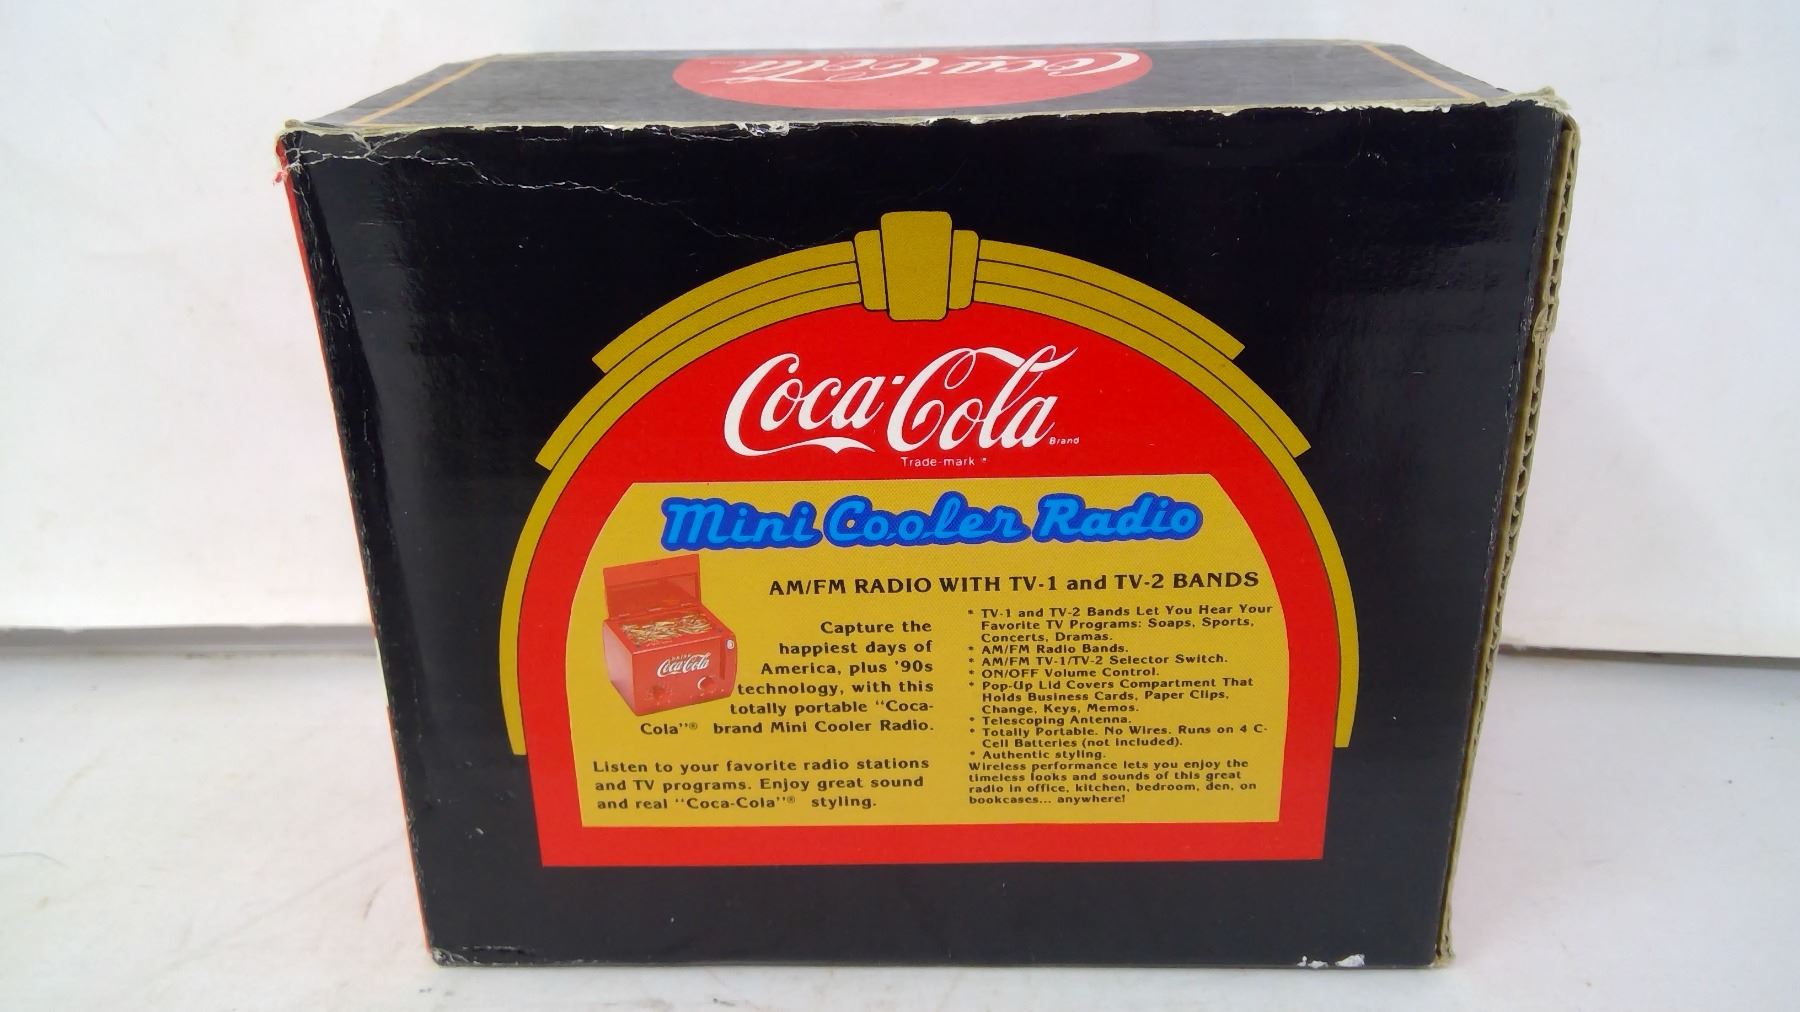 Coca-Cola
Coca-Cola
Brand
Trade-mark ®
Mini Cooler Radio
AM/FM RADIO WITH TV-1 and TV-2 BANDS
Capture the
happiest days of
America, plus '90s
technology, with this
totally portable "Coca-
Cola"® brand Mini Cooler Radio.
Listen to your favorite radio stations
and TV programs. Enjoy great sound
and real "Coca-Cola"® styling.
DRINK
Coca-Cola
* TV-1 and TV-2 Bands Let You Hear Your
Favorite TV Programs: Soaps, Sports,
Concerts, Dramas.
* AM/FM Radio Bands.
* AM/FM TV-1/TV-2 Selector Switch.
* ON/OFF Volume Control.
* Pop-Up Lid Covers Compartment That
Holds Business Cards, Paper Clips,
Change, Keys, Memos.
* Telescoping Antenna.
* Totally Portable. No Wires. Runs on 4 C-
Cell Batteries (not included).
* Authentic styling.
Wireless performance lets you enjoy the
timeless looks and sounds of this great
radio in office, kitchen, bedroom, den, on
bookcases... anywhere!